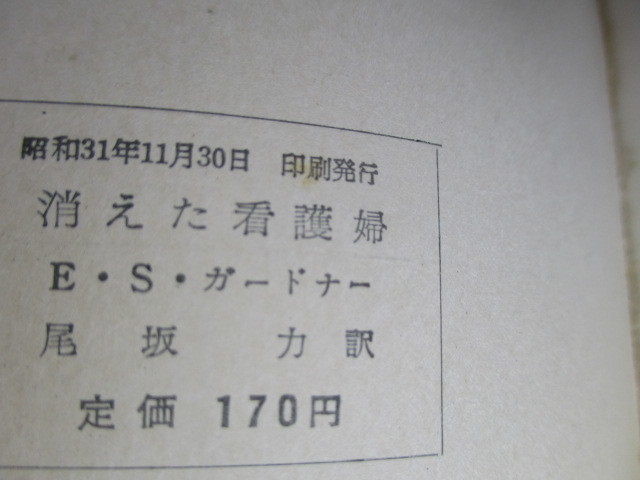 昭和31年11月30日 印刷発行
消えた看護婦
E・S・ガードナー
尾坂 力訳
定価 170円